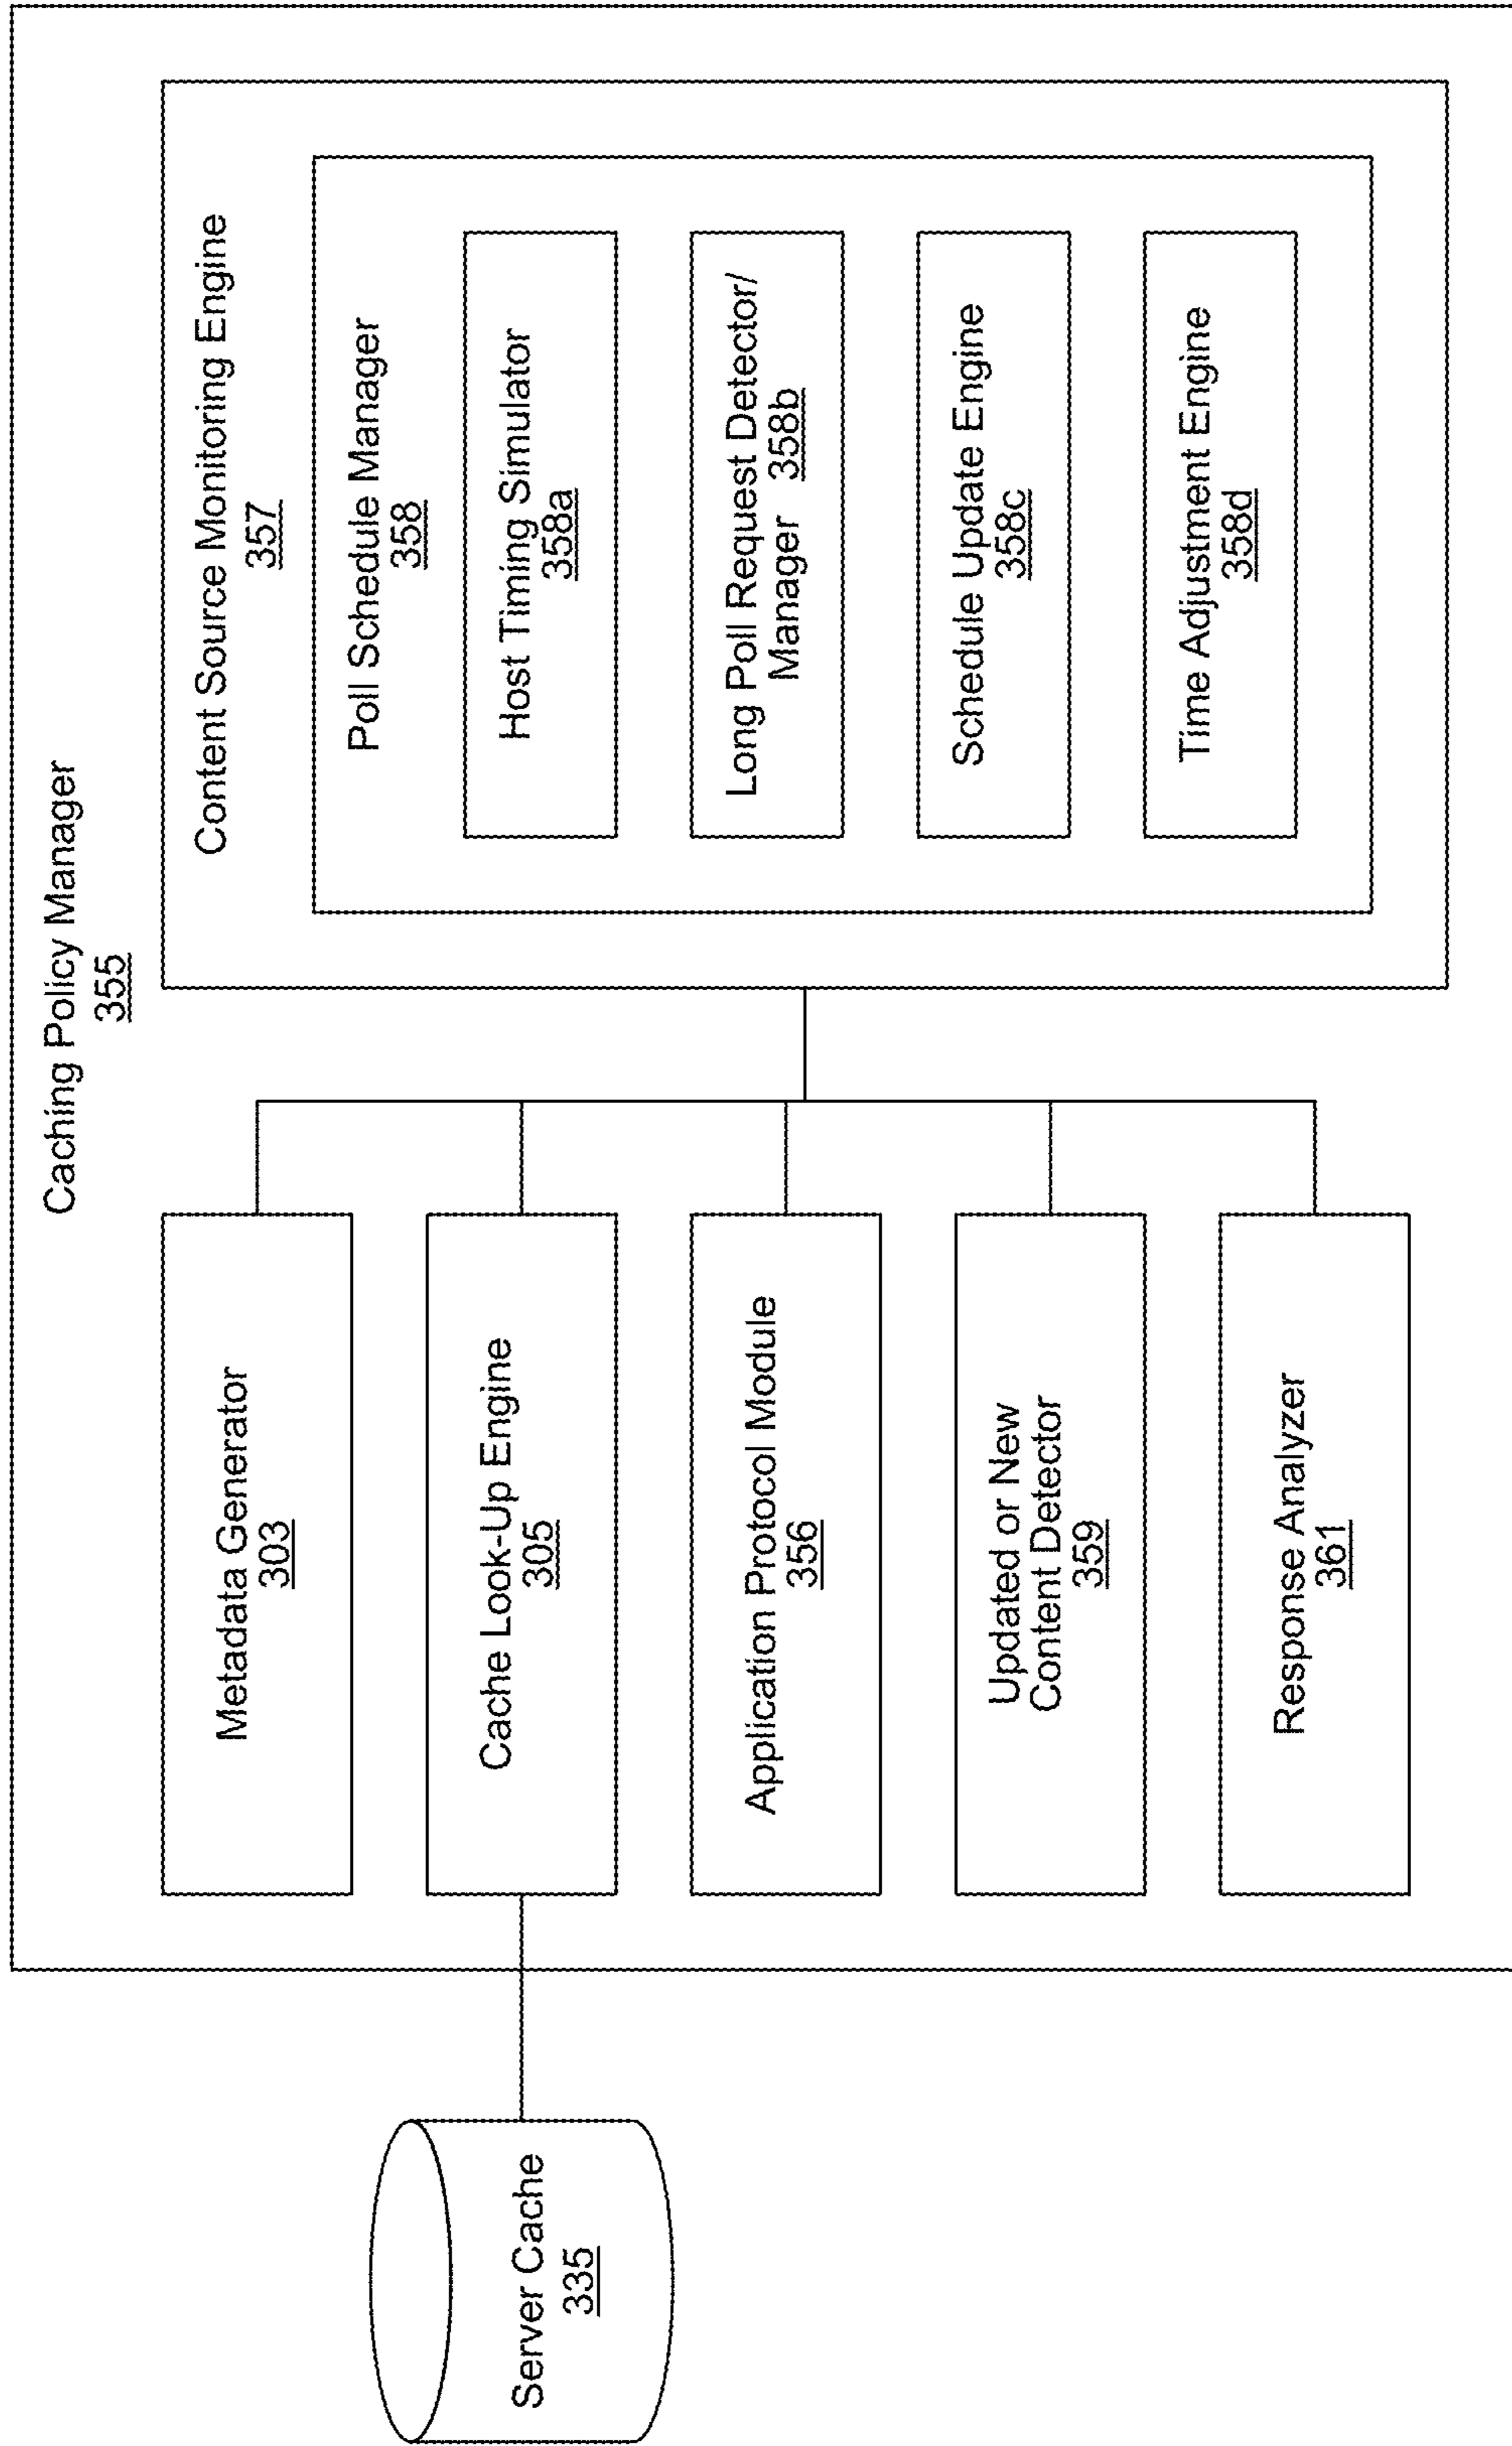 Caching Policy Manager
355
Server Cache
335
Metadata Generator
303
Cache Look-Up Engine
305
Application Protocol Module
356
Updated or New
Content Detector
359
Response Analyzer
361
Content Source Monitoring Engine
357
Poll Schedule Manager
358
Host Timing Simulator
358a
Long Poll Request Detector/
Manager 358b
Schedule Update Engine
358c
Time Adjustment Engine
358d